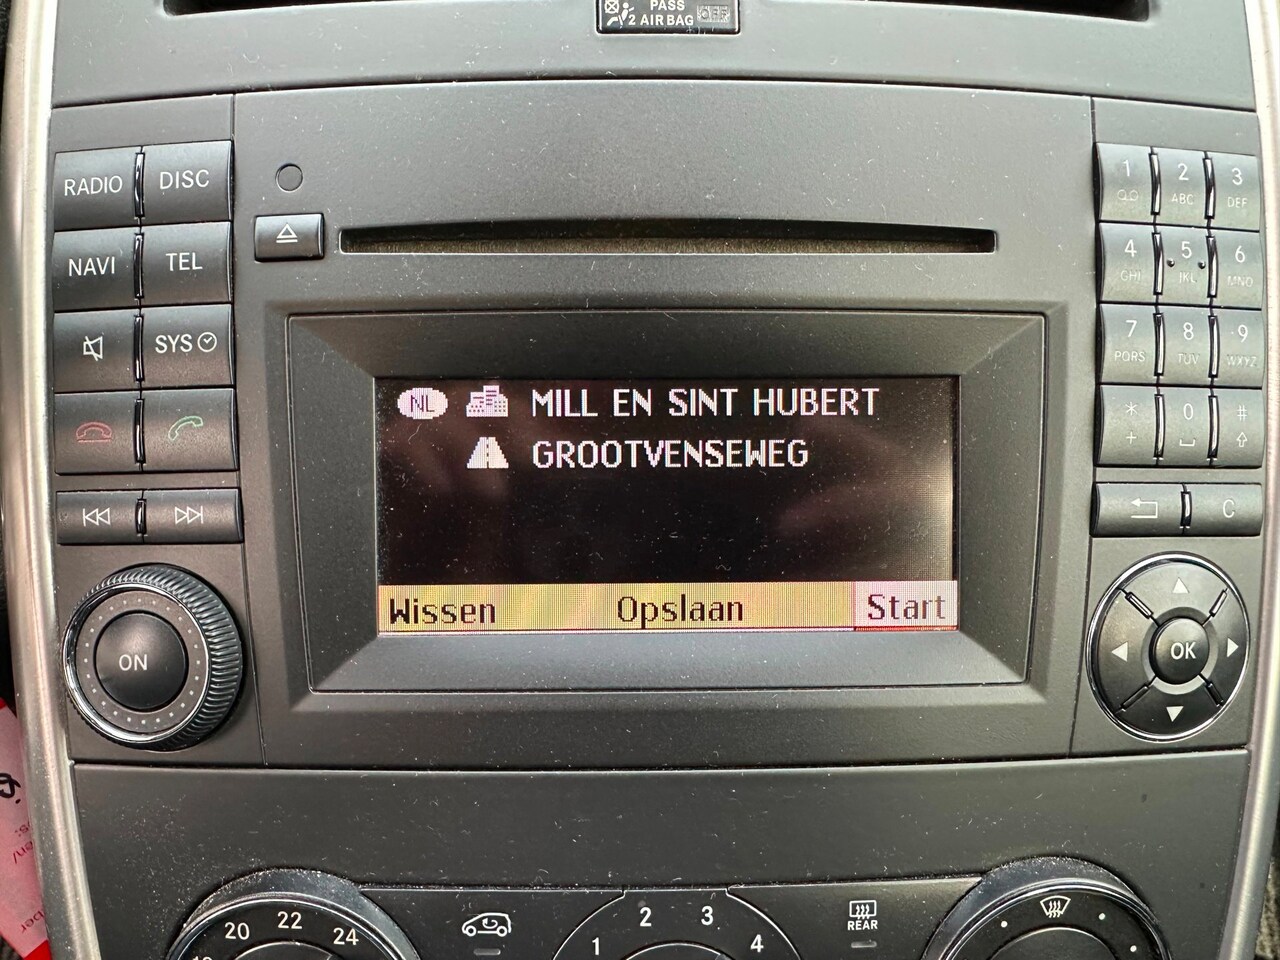 PASS
2 AIRBAG OFF
RADIO DISC
NAVI TEL
SYS
ON
NL MILL EN SINT HUBERT
GROOTVENSEWEG
Wissen Opslaan Start
1 2 ABC 3 DEF
4 GHI 5 JKL 6 MNO
7 PQRS 8 TUV 9 WXYZ
* + 0 #
C
OK
20 22 24
1 2 3 4
REAR